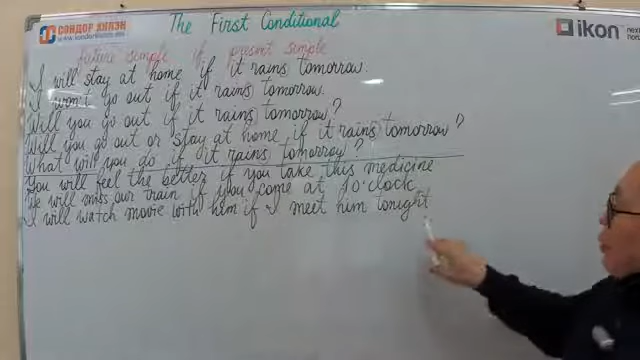 СОНДОР ХҮЛЭН
ikon
The First Conditional
future simple if present simple
I will stay at home if it rains tomorrow.
I won't go out if it rains tomorrow.
Will you go out if it rains tomorrow?
Will you go out or stay at home if it rains tomorrow?
What will you do if it rains tomorrow?
You will feel the better if you take this medicine
We will miss our train if you come at 10 o'clock
I will watch movie with him if I meet him tonight